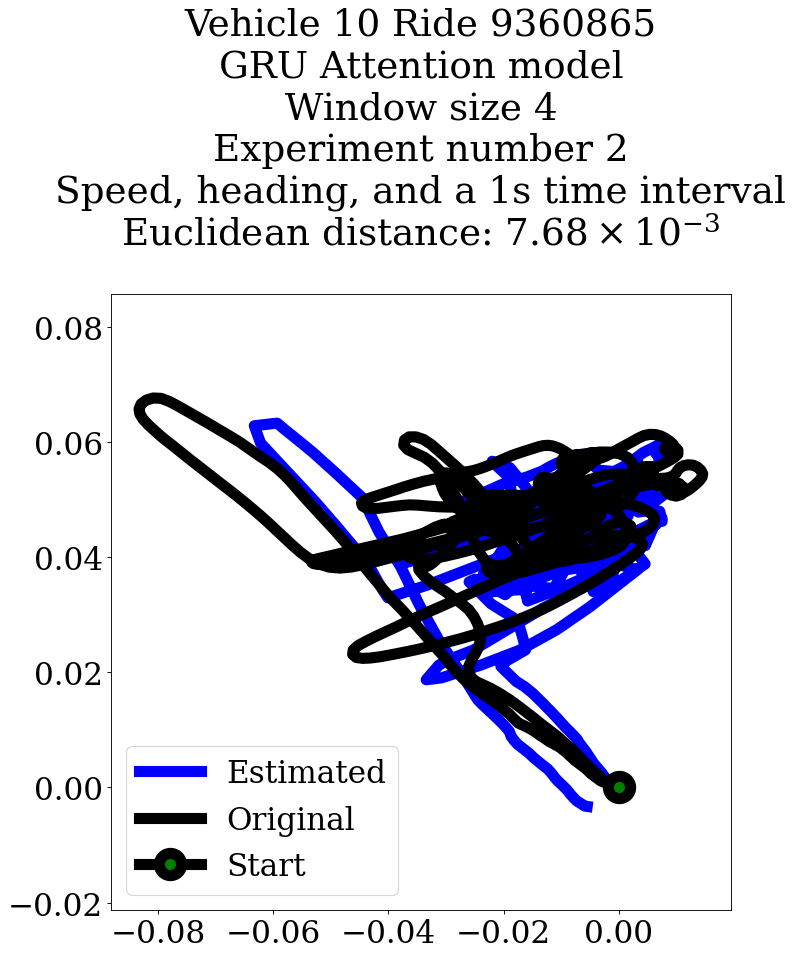 Vehicle 10 Ride 9360865
GRU Attention model
Window size 4
Experiment number 2
Speed, heading, and a 1s time interval
Euclidean distance: 7.68 × 10⁻³
0.08
0.06
0.04
0.02
0.00
−0.02
Estimated
Original
Start
−0.08 −0.06 −0.04 −0.02 0.00